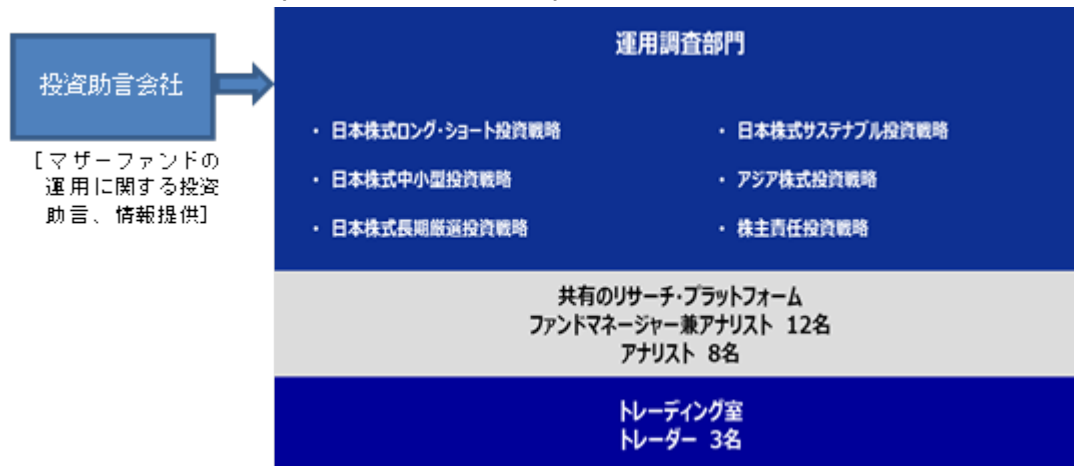 運用調査部門
投資助言会社
[マザーファンドの
運用に関する投資
助言、情報提供]
・ 日本株式ロング・ショート投資戦略
・ 日本株式サステナブル投資戦略
・ 日本株式中小型投資戦略
・ アジア株式投資戦略
・ 日本株式長期厳選投資戦略
・ 株主責任投資戦略
共有のリサーチ・プラットフォーム
ファンドマネージャー兼アナリスト 12名
アナリスト 8名
トレーディング室
トレーダー 3名